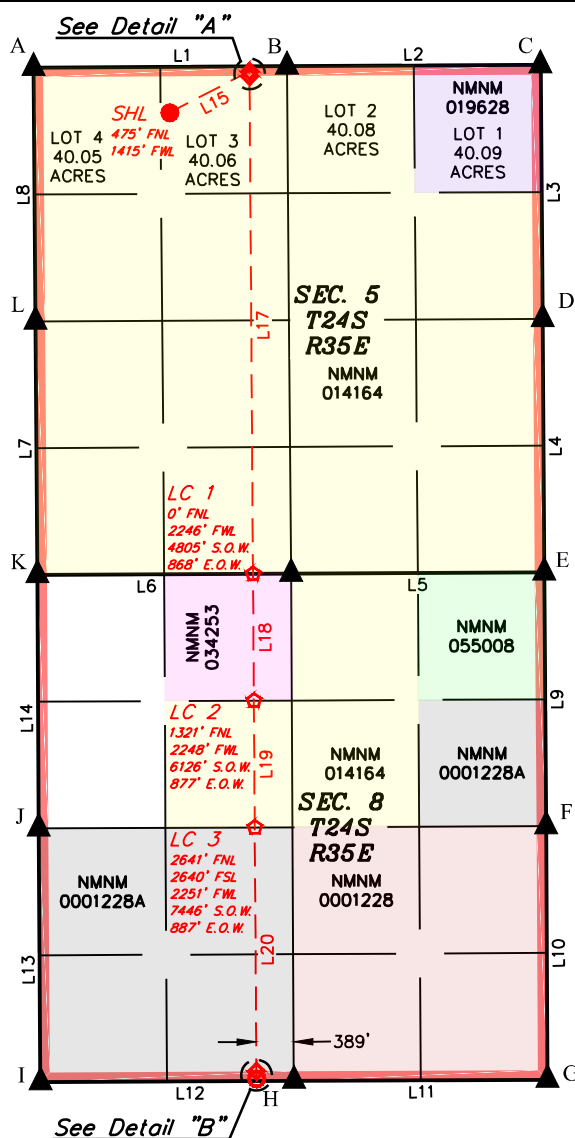 See Detail "A"
A
B
C
L1
L2
L15
SHL
475' FNL
1415' FWL
LOT 4
40.05
ACRES
LOT 3
40.06
ACRES
LOT 2
40.08
ACRES
NMNM
019628
LOT 1
40.09
ACRES
L8
L3
L
D
L17
SEC. 5
T24S
R35E
NMNM
014164
L7
L4
LC 1
0' FNL
2246' FWL
4805' S.O.W.
868' E.O.W.
K
E
L6
L5
NMNM
034253
L18
NMNM
055008
L14
L9
LC 2
1321' FNL
2248' FWL
6126' S.O.W.
877' E.O.W.
L19
NMNM
014164
NMNM
0001228A
SEC. 8
T24S
R35E
J
F
LC 3
2641' FNL
2640' FSL
2251' FWL
7446' S.O.W.
887' E.O.W.
NMNM
0001228A
NMNM
0001228
L13
L20
L10
389'
I
H
G
L12
L11
See Detail "B"